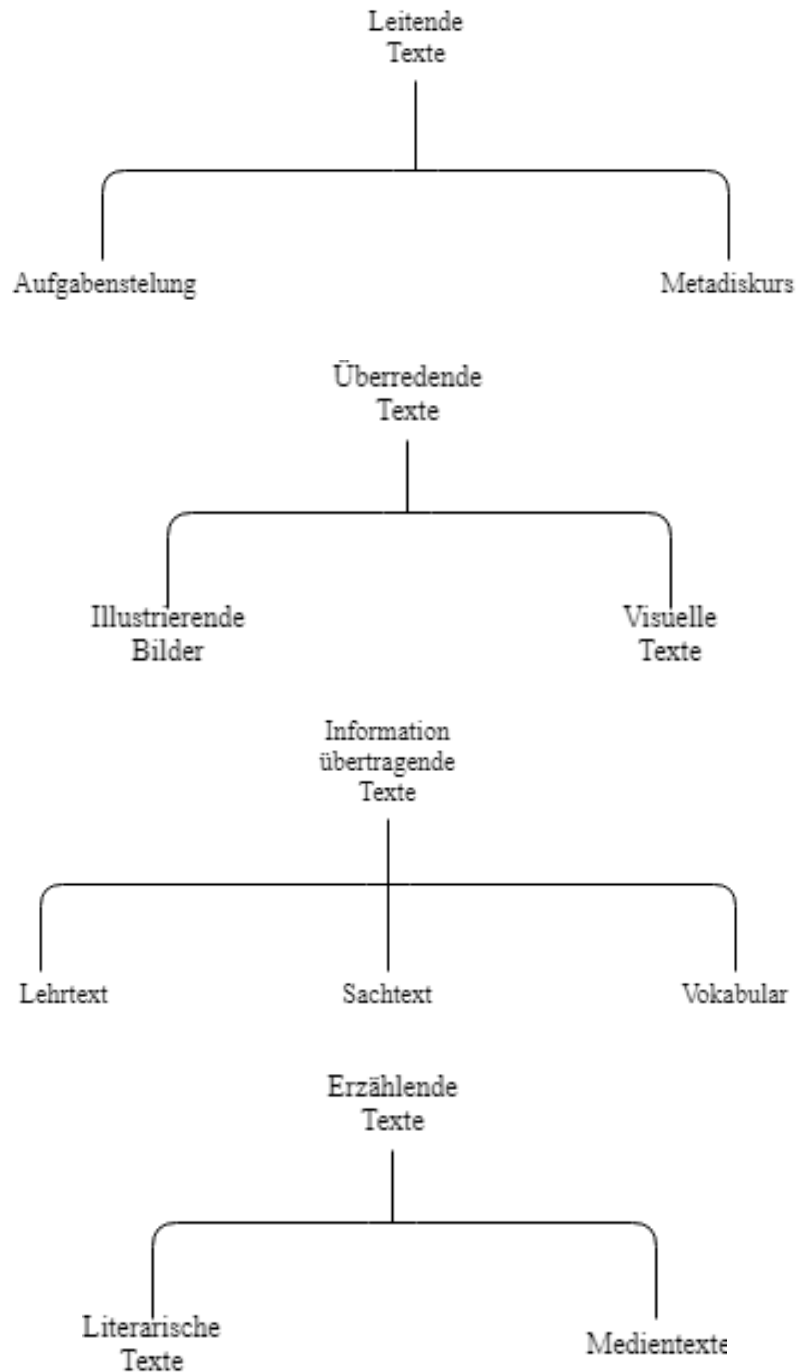 Leitende
Texte
Aufgabenstelung
Metadiskurs
Überredende
Texte
Illustrierende
Bilder
Visuelle
Texte
Information
übertragende
Texte
Lehrtext
Sachtext
Vokabular
Erzählende
Texte
Literarische
Texte
Medientexte